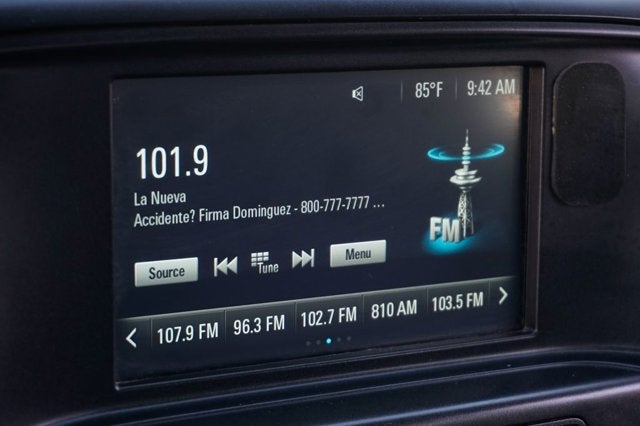 85°F 9:42 AM
101.9
La Nueva
Accidente? Firma Dominguez - 800-777-7777 ...
FM
Source Tune Menu
107.9 FM 96.3 FM 102.7 FM 810 AM 103.5 FM